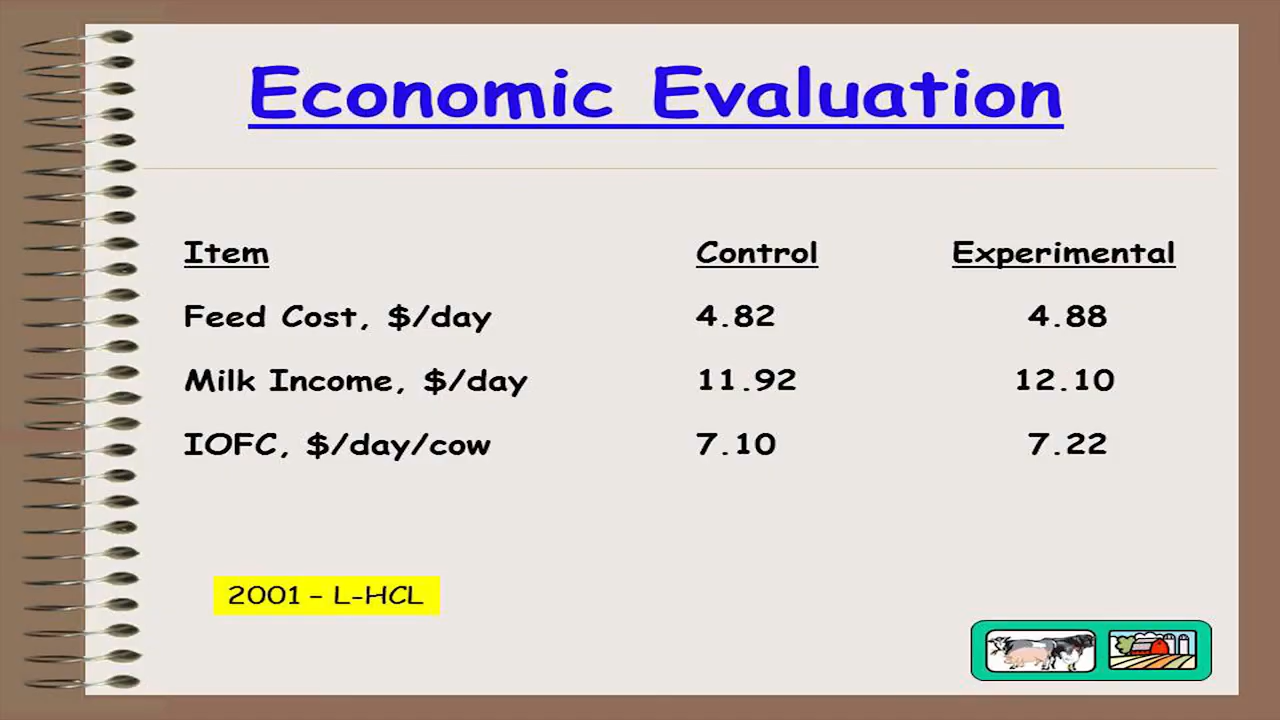 Economic Evaluation
Item Control Experimental
Feed Cost, $/day 4.82 4.88
Milk Income, $/day 11.92 12.10
IOFC, $/day/cow 7.10 7.22
2001 – L-HCL